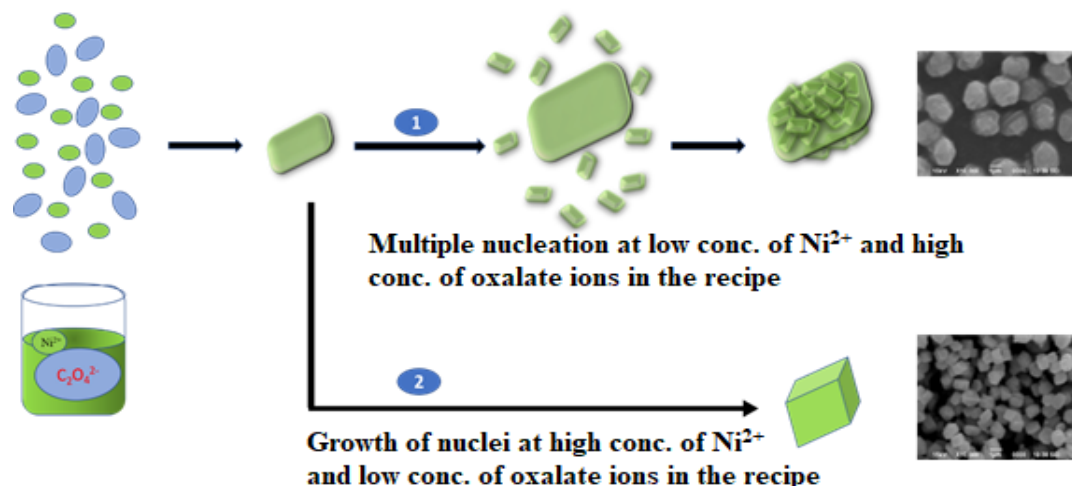 1
Multiple nucleation at low conc. of Ni²⁺ and high
conc. of oxalate ions in the recipe
Ni²⁺
C₂O₄²⁻
2
Growth of nuclei at high conc. of Ni²⁺
and low conc. of oxalate ions in the recipe